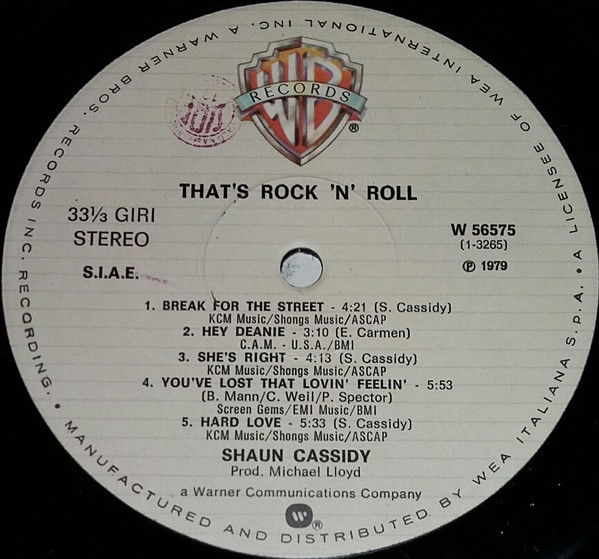 WB
RECORDS
®
THAT'S ROCK 'N' ROLL
33⅓ GIRI
STEREO
S.I.A.E.
W 56575
(1-3265)
℗ 1979
1. BREAK FOR THE STREET - 4:21 (S. Cassidy)
KCM Music/Shongs Music/ASCAP
2. HEY DEANIE - 3:10 (E. Carmen)
C.A.M. - U.S.A./BMI
3. SHE'S RIGHT - 4:13 (S. Cassidy)
KCM Music/Shongs Music/ASCAP
4. YOU'VE LOST THAT LOVIN' FEELIN' - 5:53
(B. Mann/C. Weil/P. Spector)
Screen Gems/EMI Music/BMI
5. HARD LOVE - 5:33 (S. Cassidy)
KCM Music/Shongs Music/ASCAP
SHAUN CASSIDY
Prod. Michael Lloyd
a Warner Communications Company
®
• MANUFACTURED AND DISTRIBUTED BY WEA ITALIANA S.p.A. • A LICENSEE OF WEA INTERNATIONAL INC. A WARNER BROS. RECORDS INC. RECORDING.